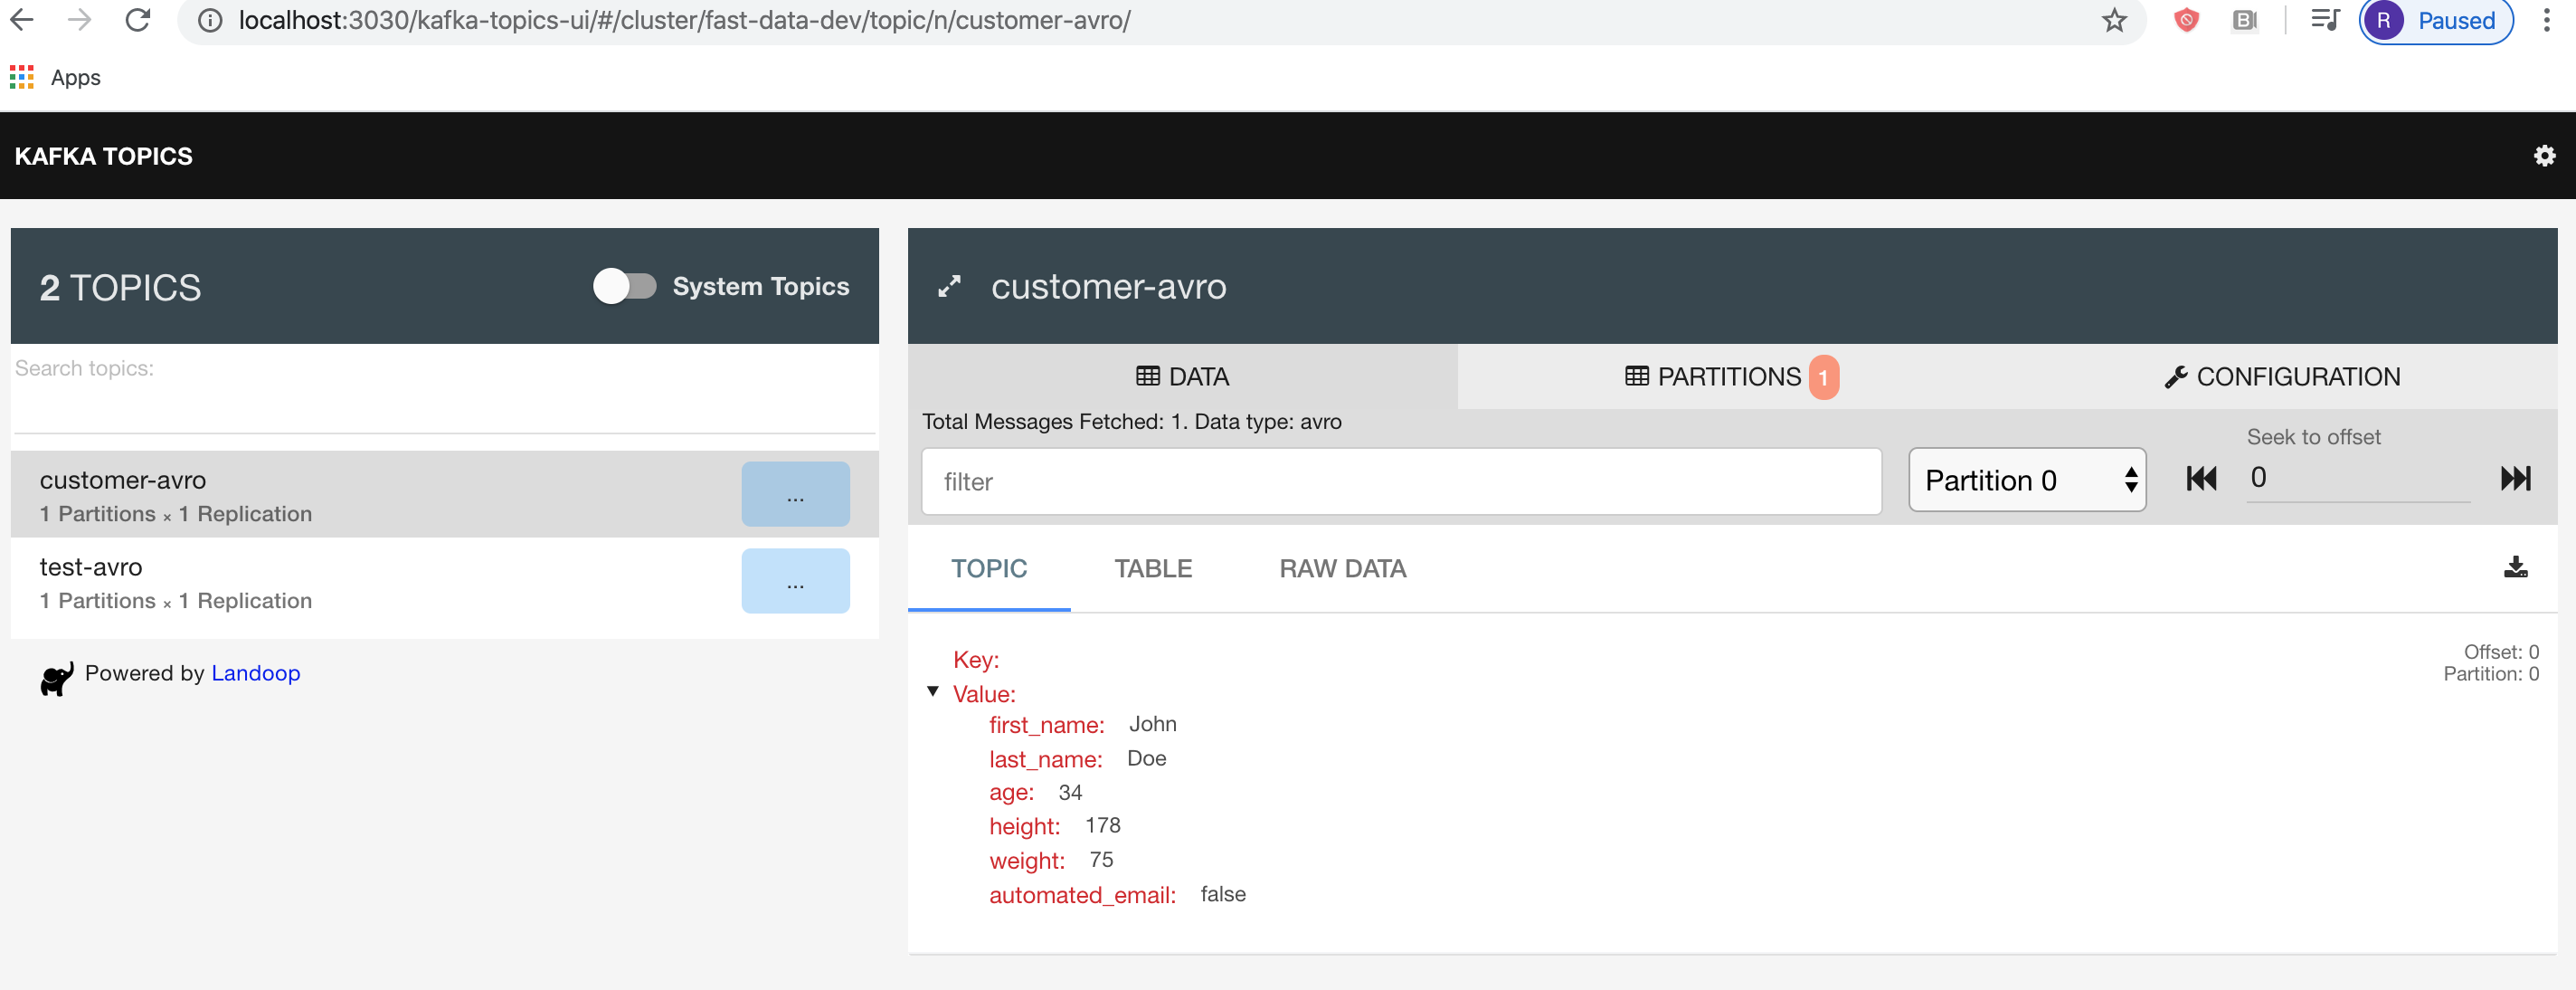 localhost:3030/kafka-topics-ui/#/cluster/fast-data-dev/topic/n/customer-avro/
R Paused
Apps
KAFKA TOPICS
2 TOPICS
System Topics
Search topics:
customer-avro
1 Partitions × 1 Replication
...
test-avro
1 Partitions × 1 Replication
...
Powered by Landoop
customer-avro
DATA
PARTITIONS 1
CONFIGURATION
Total Messages Fetched: 1. Data type: avro
filter
Partition 0
Seek to offset
0
TOPIC
TABLE
RAW DATA
Offset: 0
Partition: 0
Key:
Value:
first_name: John
last_name: Doe
age: 34
height: 178
weight: 75
automated_email: false